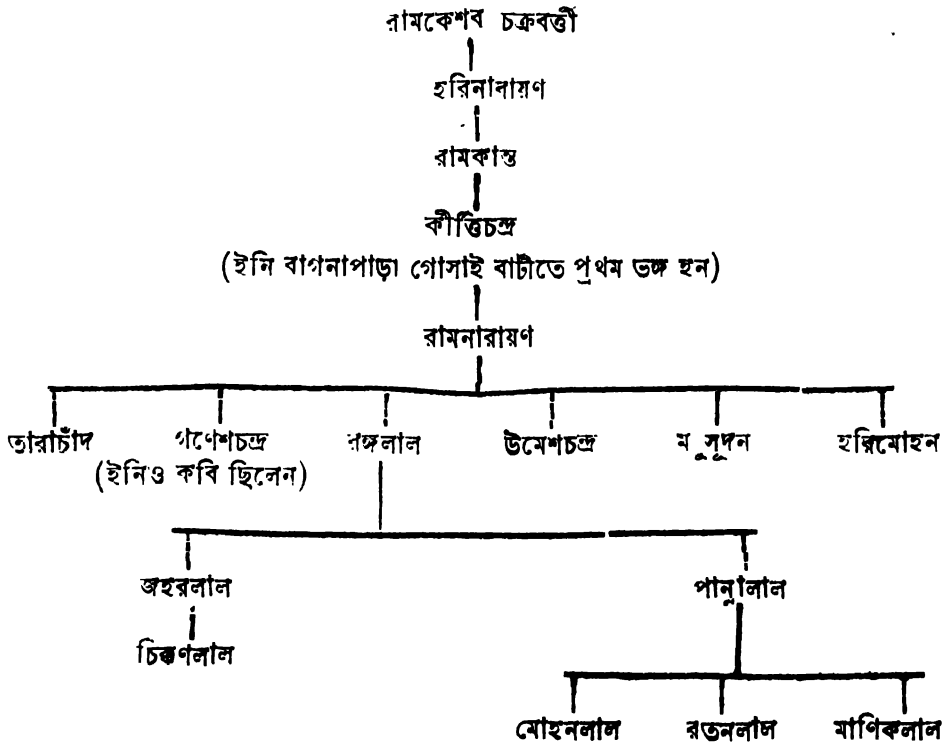 রামকেশব চক্রবর্ত্তী
হরিনারায়ণ
রামকান্ত
কীর্ত্তিচন্দ্র
(ইনি বাগনাপাড়া গোসাই বাটীতে প্রথম ভঙ্গ হন)
রামনারায়ণ
তারাচাঁদ গণেশচন্দ্র রঙ্গলাল উমেশচন্দ্র হরিমোহন
(ইনিও কবি ছিলেন)
জহরলাল পান্নালাল
চিক্কণলাল
মোহনলাল রতনলাল মাণিকলাল